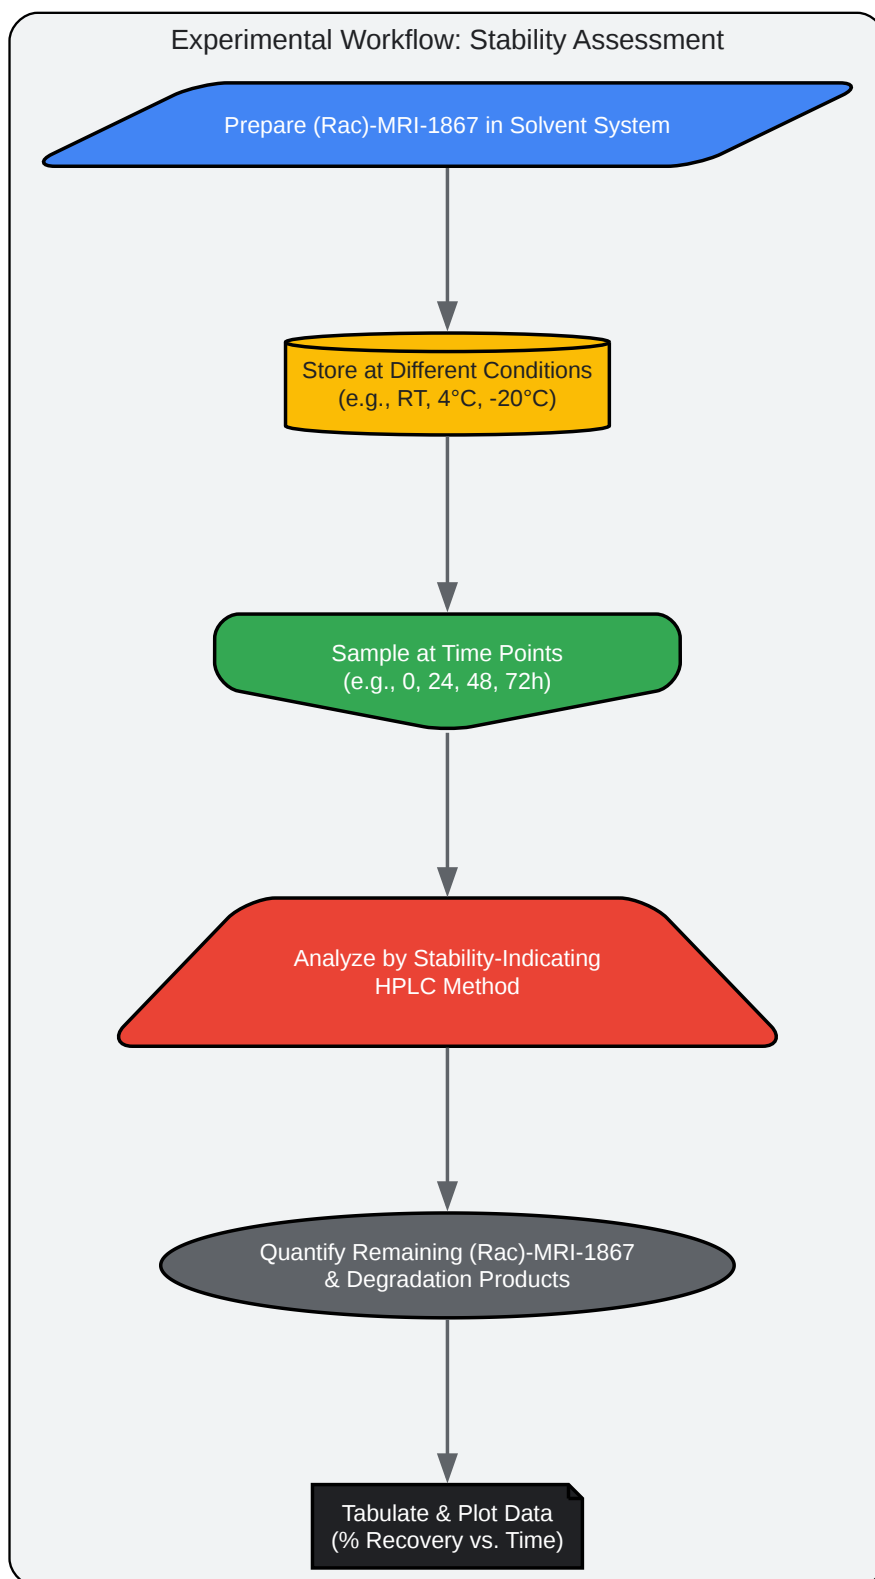 Experimental Workflow: Stability Assessment
Prepare (Rac)-MRI-1867 in Solvent System
Store at Different Conditions
(e.g., RT, 4°C, -20°C)
Sample at Time Points
(e.g., 0, 24, 48, 72h)
Analyze by Stability-Indicating
HPLC Method
Quantify Remaining (Rac)-MRI-1867
& Degradation Products
Tabulate & Plot Data
(% Recovery vs. Time)